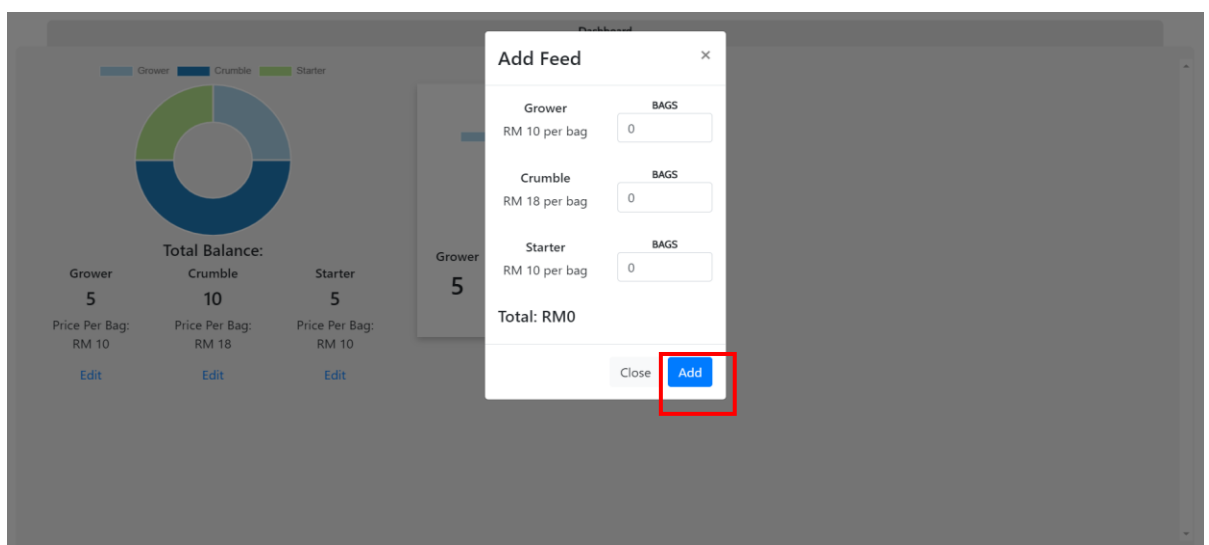 Dashboard
Grower Crumble Starter
Total Balance:
Grower Crumble Starter
5 10 5
Price Per Bag: Price Per Bag: Price Per Bag:
RM 10 RM 18 RM 10
Edit Edit Edit
Grower
5
Add Feed ×
Grower BAGS
RM 10 per bag 0
Crumble BAGS
RM 18 per bag 0
Starter BAGS
RM 10 per bag 0
Total: RM0
Close Add